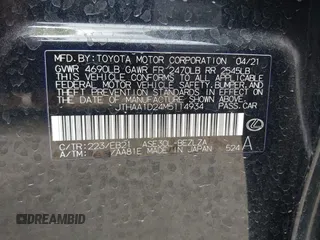 MFD.BY: TOYOTA MOTOR CORPORATION 04/21
GVWR 4690LB GAWR FR 2470LB RR 2545LB
THIS VEHICLE CONFORMS TO ALL APPLICABLE
FEDERAL MOTOR VEHICLE SAFETY, BUMPER, AND
THEFT PREVENTION STANDARDS IN EFFECT ON
THE DATE OF MANUFACTURE SHOWN ABOVE.
JTHAA1D24M5114934 PASS.CAR
C/TR: 223/EB21 ASE30L-BEZLZA A
A/TM: /AA81E MADE IN JAPAN 524
DREAMBID